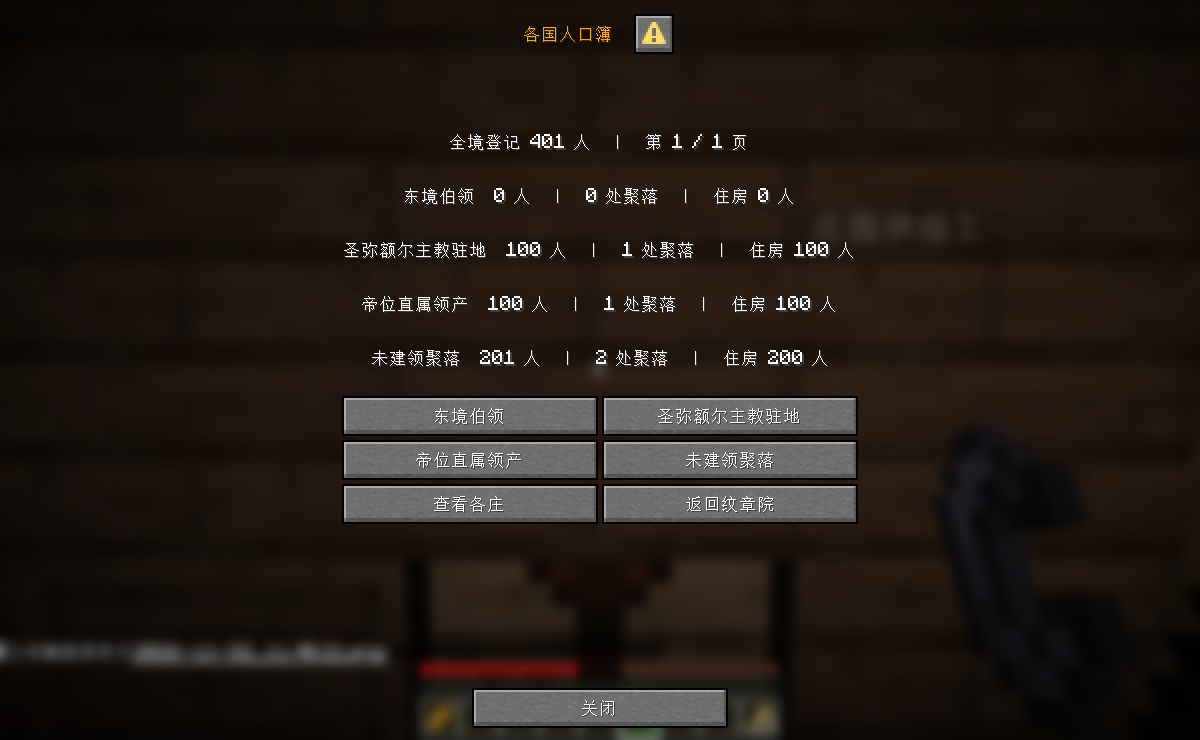 各国人口簿
全境登记 401 人 | 第 1 / 1 页
东境伯领 0 人 | 0 处聚落 | 住房 0 人
圣弥额尔主教驻地 100 人 | 1 处聚落 | 住房 100 人
帝位直属领产 100 人 | 1 处聚落 | 住房 100 人
未建领聚落 201 人 | 2 处聚落 | 住房 200 人
东境伯领 圣弥额尔主教驻地
帝位直属领产 未建领聚落
查看各庄 返回纹章院
关闭